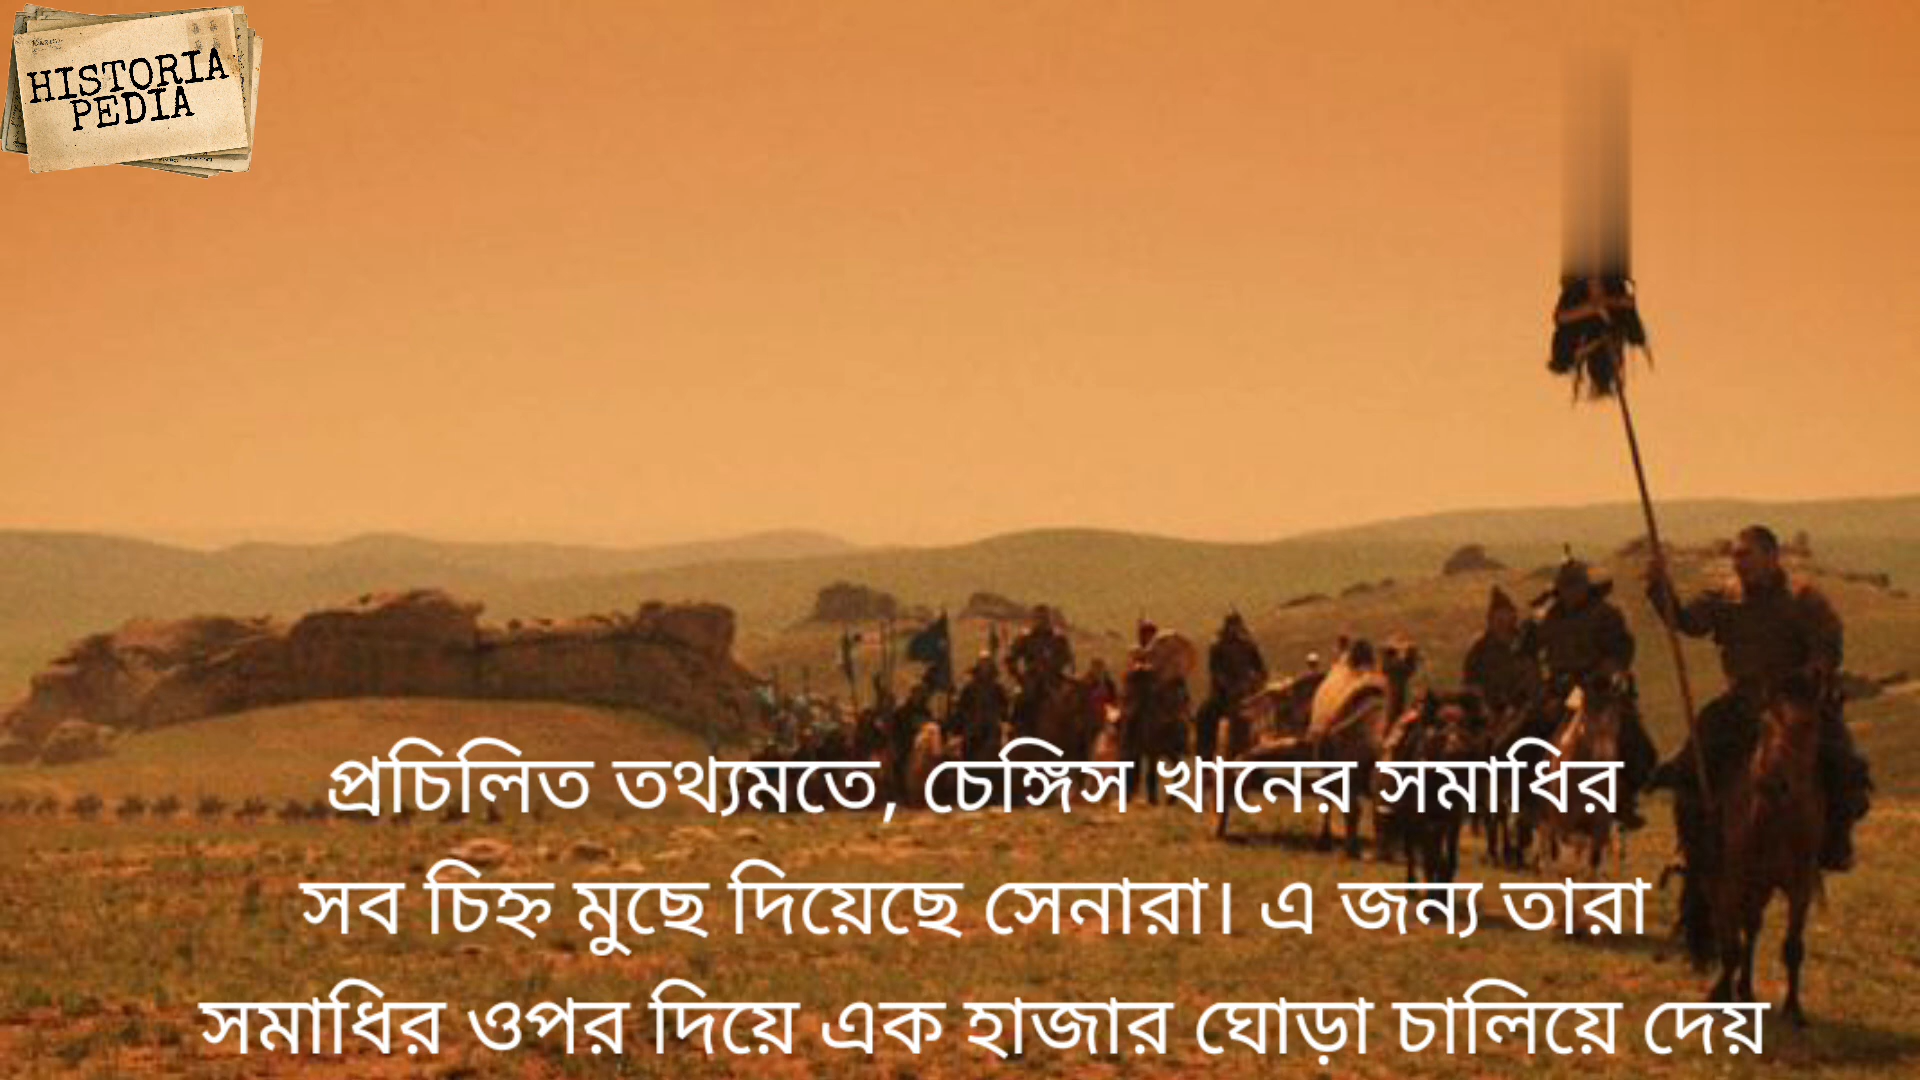 HISTORIA
PEDIA
প্রচিলিত তথ্যমতে, চেঙ্গিস খানের সমাধির
সব চিহ্ন মুছে দিয়েছে সেনারা। এ জন্য তারা
সমাধির ওপর দিয়ে এক হাজার ঘোড়া চালিয়ে দেয়